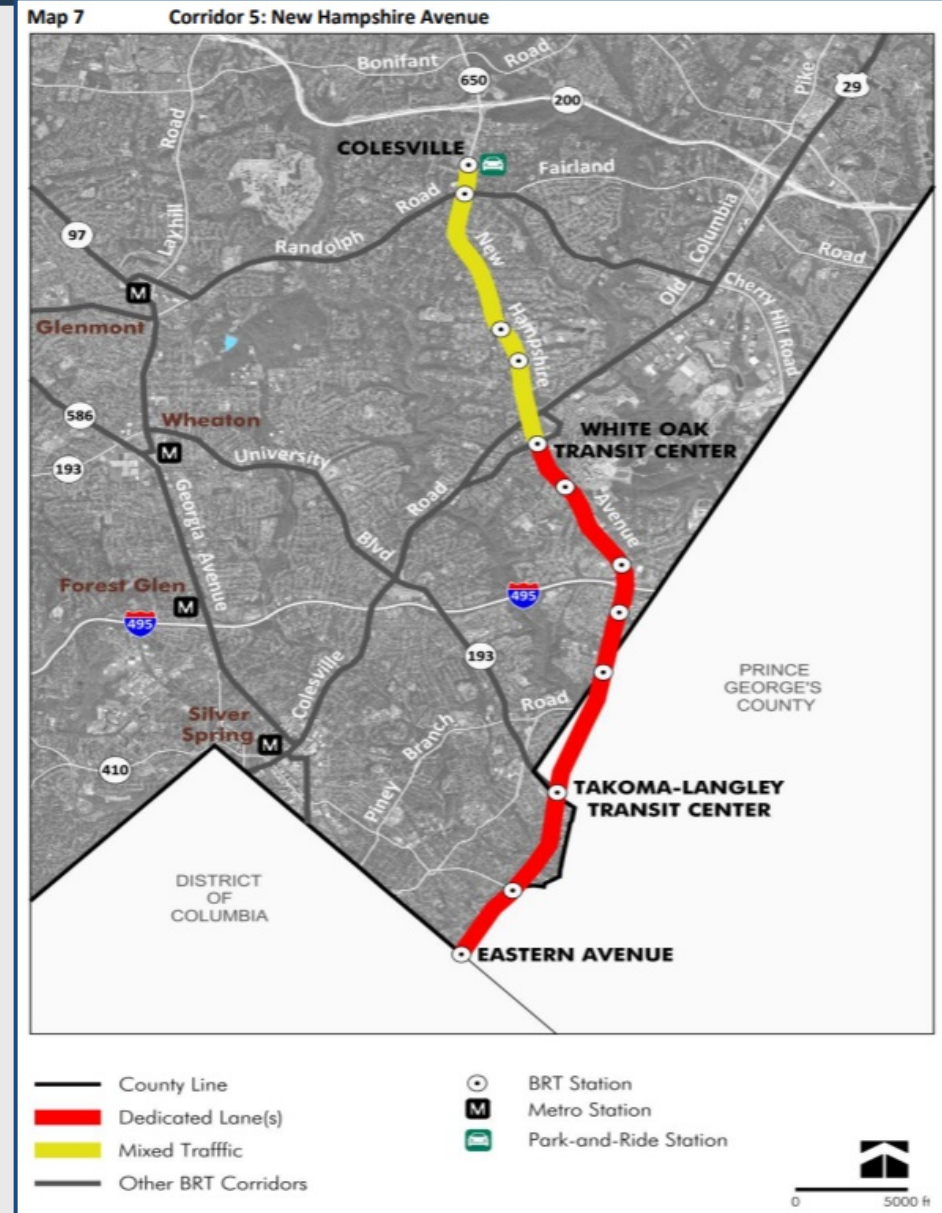 Map 7 Corridor 5: New Hampshire Avenue
Bonifant Road
650
200
Pike
29
Layhill Road
COLESVILLE
Fairland Road
Randolph Road
97
New Hampshire Avenue
Old Columbia
Cherry Hill Road
M
Glenmont
586
Wheaton
M
193
University Blvd
WHITE OAK
TRANSIT CENTER
Road
Georgia Avenue
Forest Glen
M
495
495
193
Colesville
PRINCE
GEORGE'S
COUNTY
Silver
Spring
M
Piney Branch Road
410
TAKOMA-LANGLEY
TRANSIT CENTER
DISTRICT
OF
COLUMBIA
EASTERN AVENUE
County Line
Dedicated Lane(s)
Mixed Trafffic
Other BRT Corridors
BRT Station
M Metro Station
Park-and-Ride Station
0 5000 ft